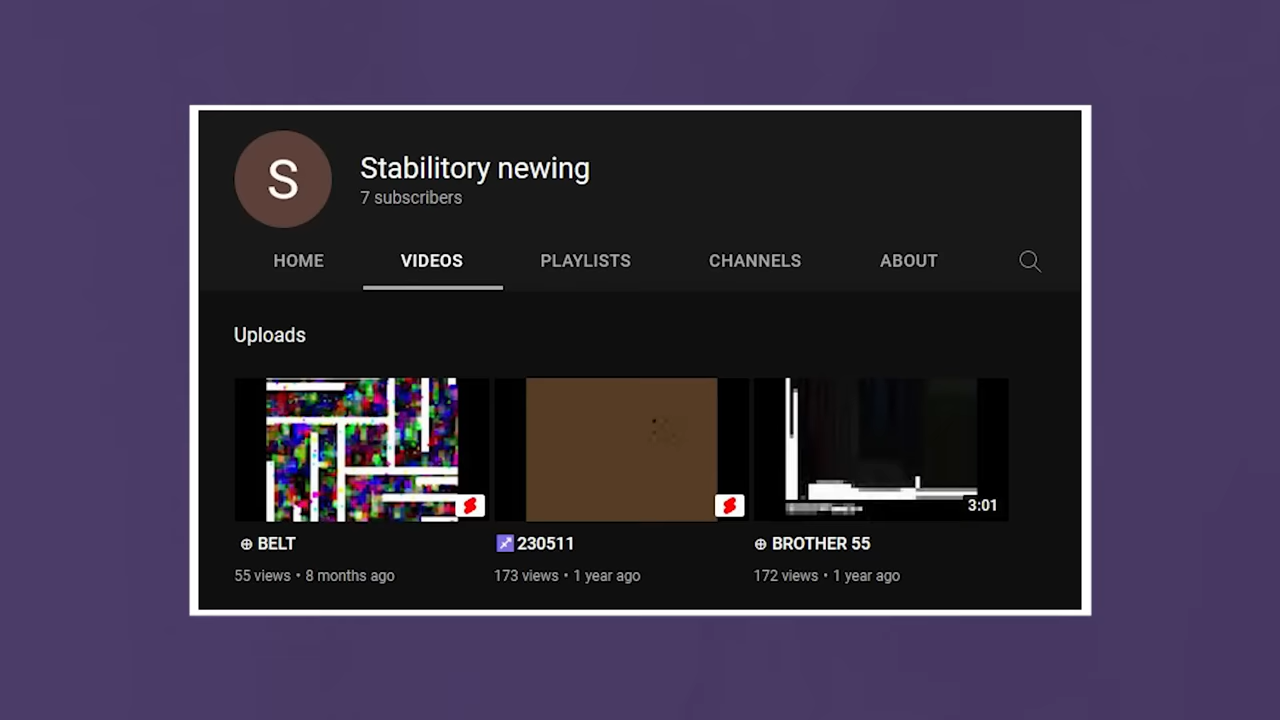 S
Stabilitory newing
7 subscribers
HOME VIDEOS PLAYLISTS CHANNELS ABOUT
Uploads
3:01
⊕ BELT
♐ 230511
⊕ BROTHER 55
55 views • 8 months ago
173 views • 1 year ago
172 views • 1 year ago